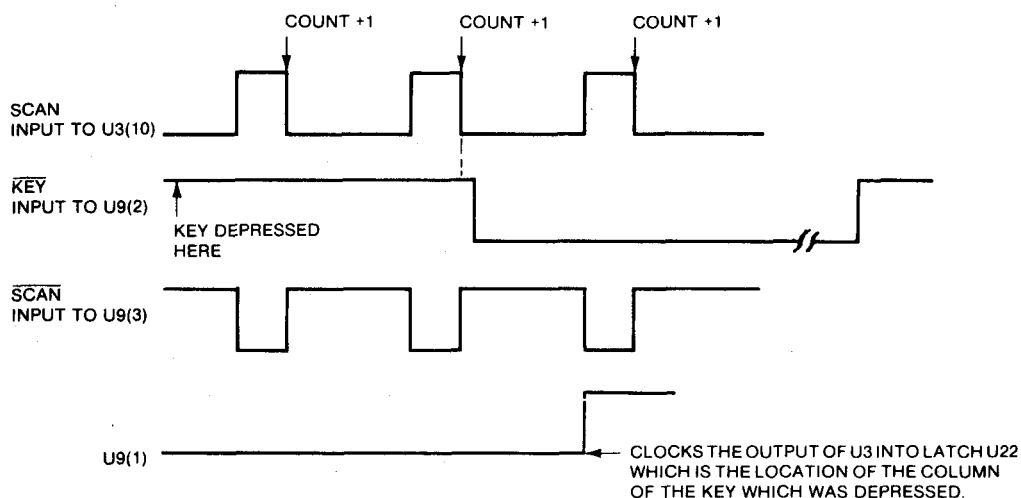 COUNT +1
COUNT +1
COUNT +1
SCAN
INPUT TO U3(10)
KEY
INPUT TO U9(2)
KEY DEPRESSED
HERE
SCAN
INPUT TO U9(3)
U9(1)
CLOCKS THE OUTPUT OF U3 INTO LATCH U22
WHICH IS THE LOCATION OF THE COLUMN
OF THE KEY WHICH WAS DEPRESSED.